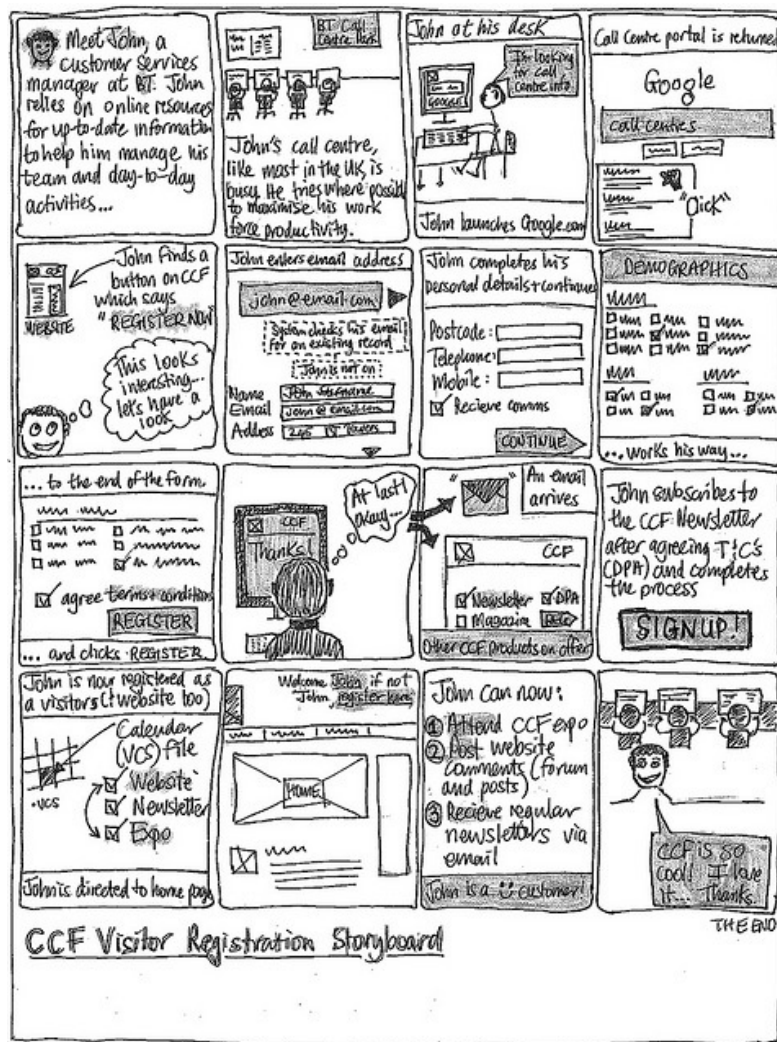 Meet John, a
customer services
manager at BT. John
relies on online resources
for up-to-date information
to help him manage his
team and day-to-day
activities...
BT Call
Centre
John's call centre,
like most in the UK, is
busy. He tries where possible
to maximise his work
force productivity.
John at his desk
I'm looking
for call
centre info
GOOGLE
John launches Google.com
Call Centre portal is returned
Google
call centres
"Click"
John finds a
button on CCF
which says
"REGISTER NOW"
WEBSITE
This looks
interesting...
let's have a
look
John enters email address
john@email.com
System checks his email
for an existing record
John is not on
Name John Surname
Email john@email.com
Address
John completes his
personal details + continue
Postcode:
Telephone:
Mobile:
Recieve comms
CONTINUE
DEMOGRAPHICS
... works his way...
... to the end of the form.
agree terms + conditions
REGISTER
... and clicks REGISTER
CCF
Thanks!
At last!
okay...
An email
arrives
CCF
Newsletter DPA
Magazine
Other CCF products on offer
John subscribes to
the CCF Newsletter
after agreeing T&C's
(DPA) and completes
the process
SIGNUP!
John is now registered as
a visitors (+ website too)
Calendar
(VCS) file
.VCS
Website
Newsletter
Expo
John is directed to home page
Welcome John if not
John, register here
HOME
John can now:
1 Attend CCF expo
2 Post website
comments (forum
and posts)
3 Recieve regular
newsletters via
email
John is a customer!
CCF is so
cool! I love
it... Thanks.
THE END
CCF Visitor Registration Storyboard